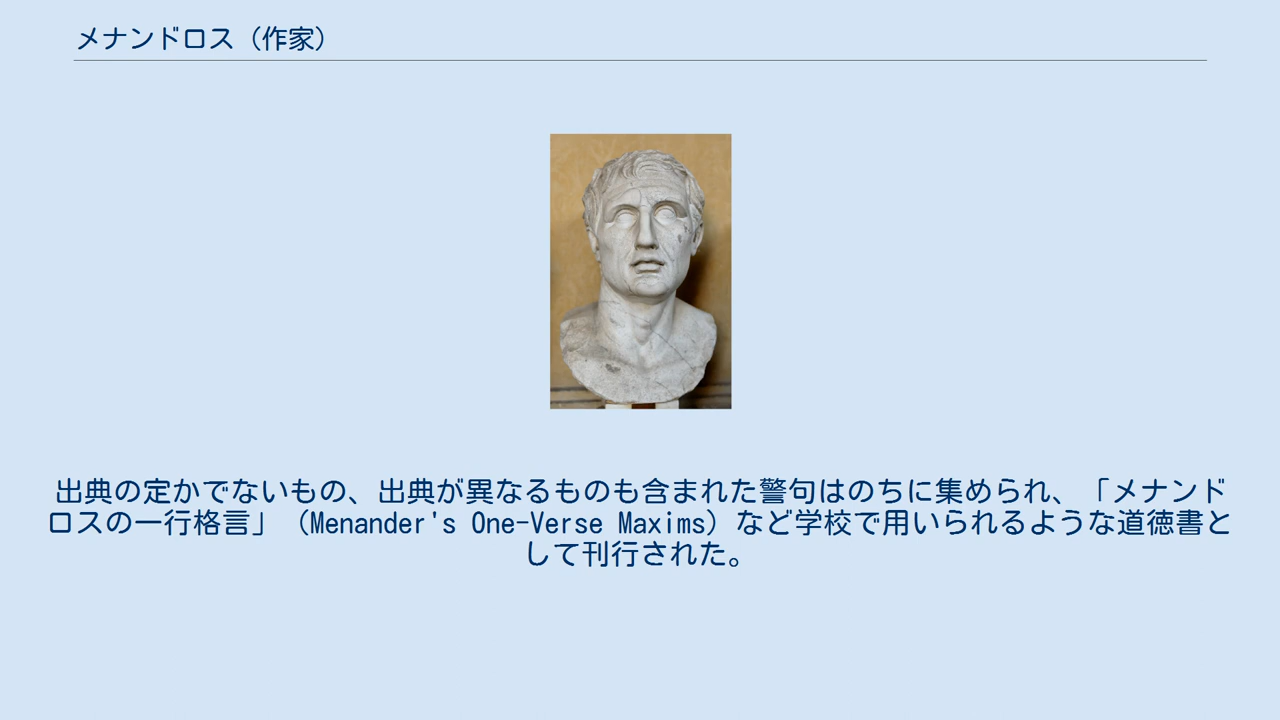 メナンドロス（作家）
出典の定かでないもの、出典が異なるものも含まれた警句はのちに集められ、「メナンド
ロスの一行格言」（Menander's One-Verse Maxims）など学校で用いられるような道徳書と
して刊行された。